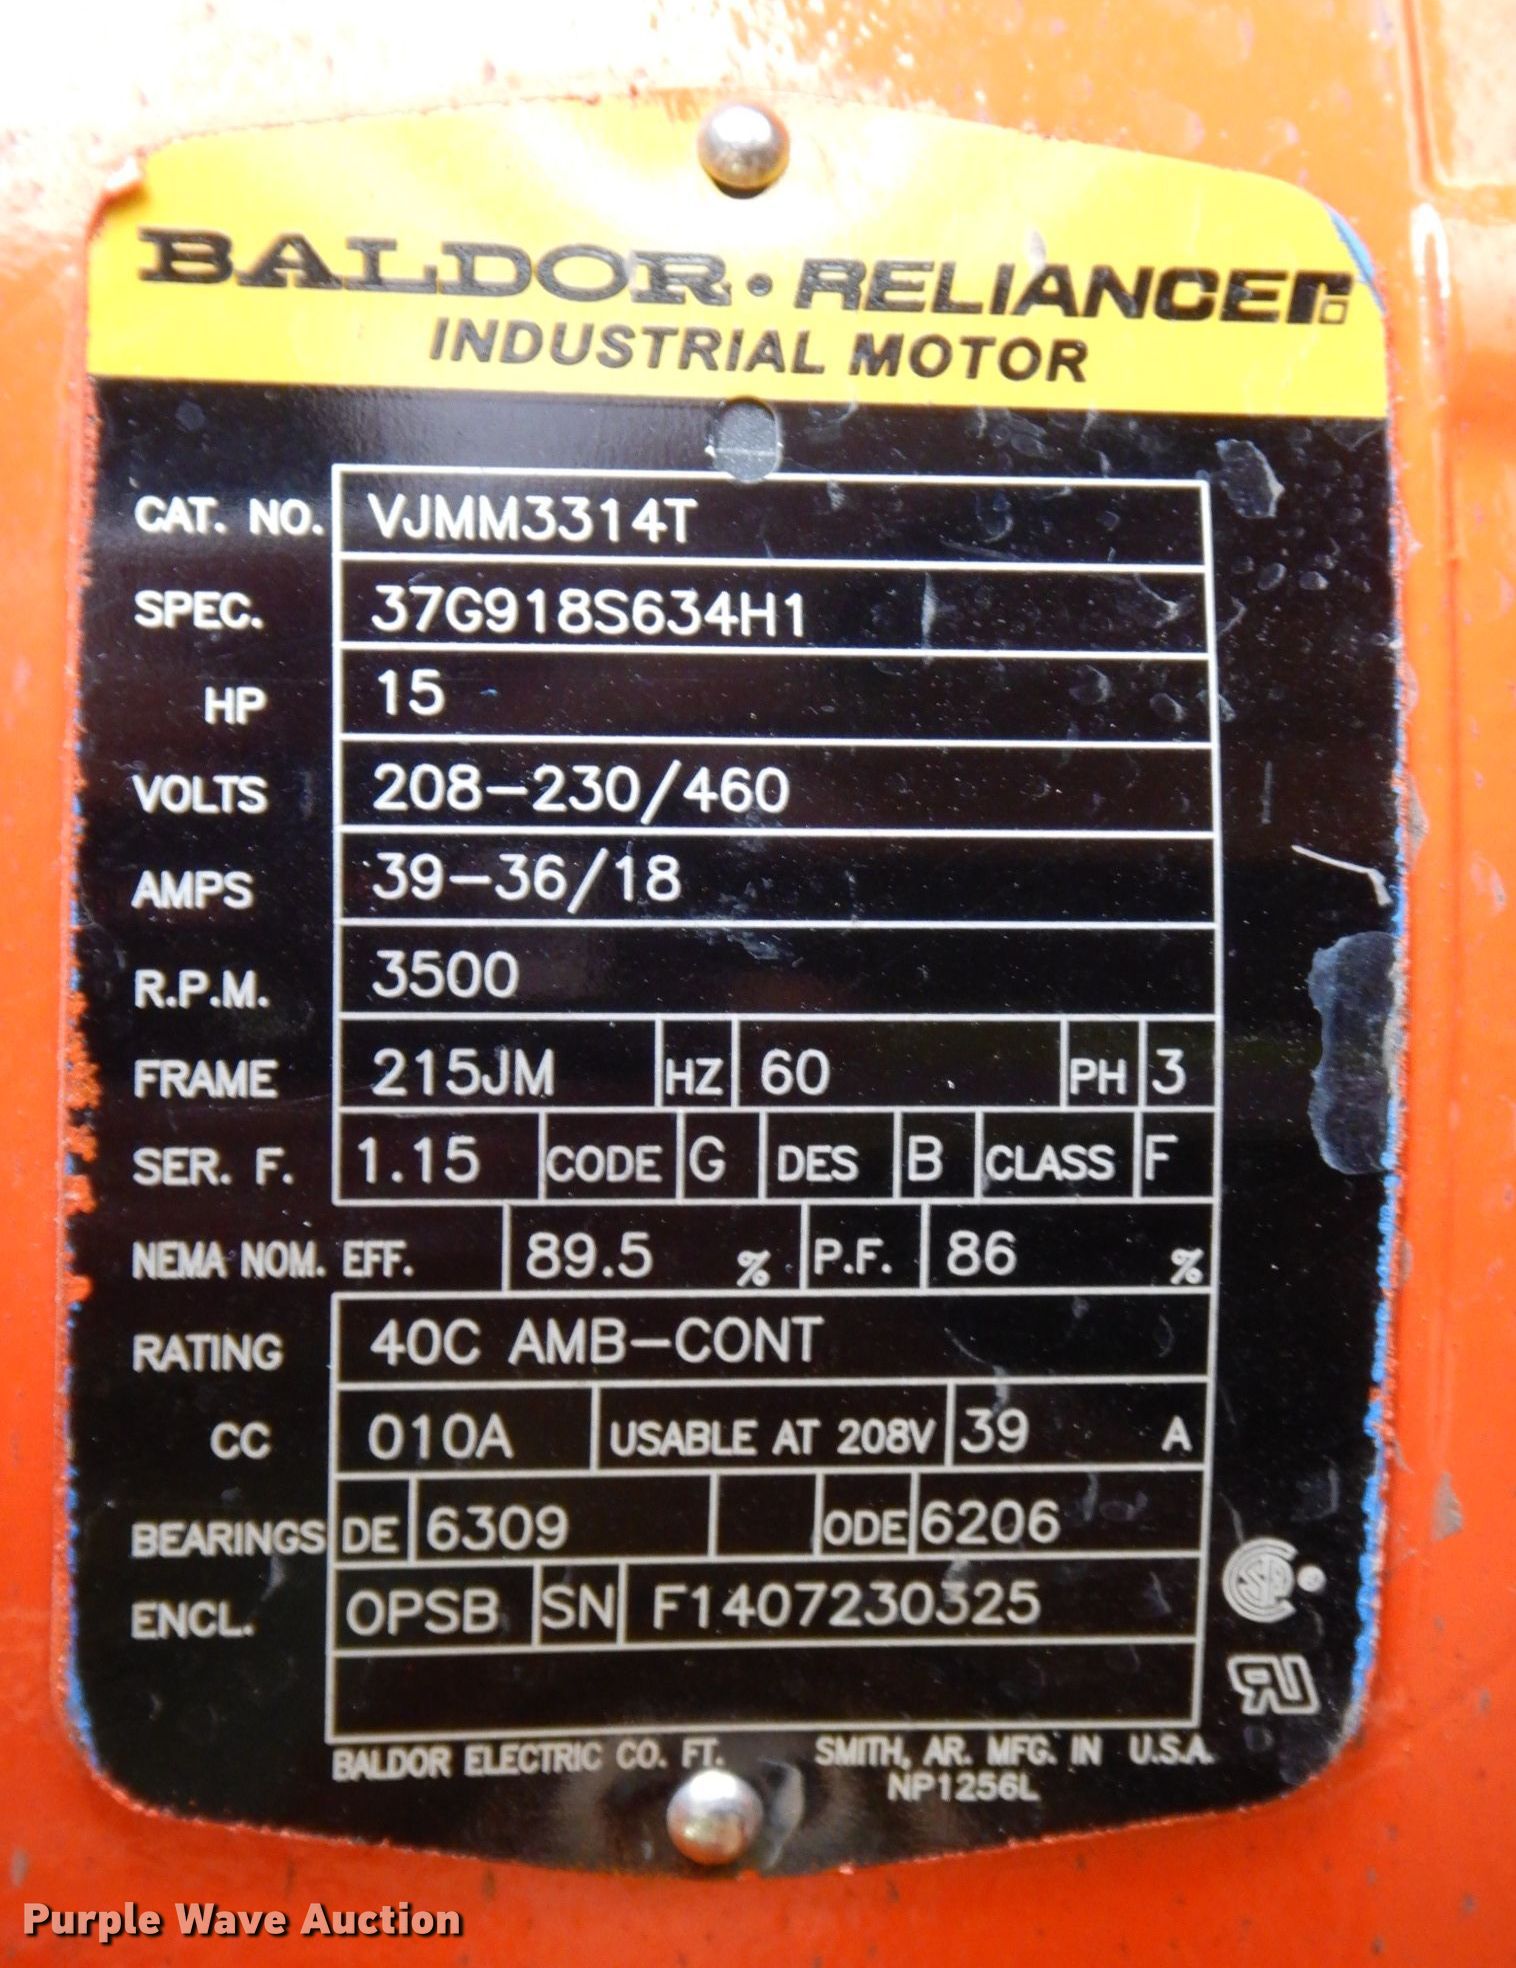 BALDOR • RELIANCER
INDUSTRIAL MOTOR
CAT. NO. VJMM3314T
SPEC. 37G918S634H1
HP 15
VOLTS 208-230/460
AMPS 39-36/18
R.P.M. 3500
FRAME 215JM HZ 60 PH 3
SER. F. 1.15 CODE G DES B CLASS F
NEMA NOM. EFF. 89.5 % P.F. 86 %
RATING 40C AMB-CONT
CC 010A USABLE AT 208V 39 A
BEARINGS DE 6309 ODE 6206
ENCL. OPSB SN F1407230325
BALDOR ELECTRIC CO. FT. SMITH, AR. MFG. IN U.S.A.
NP1256L
Purple Wave Auction